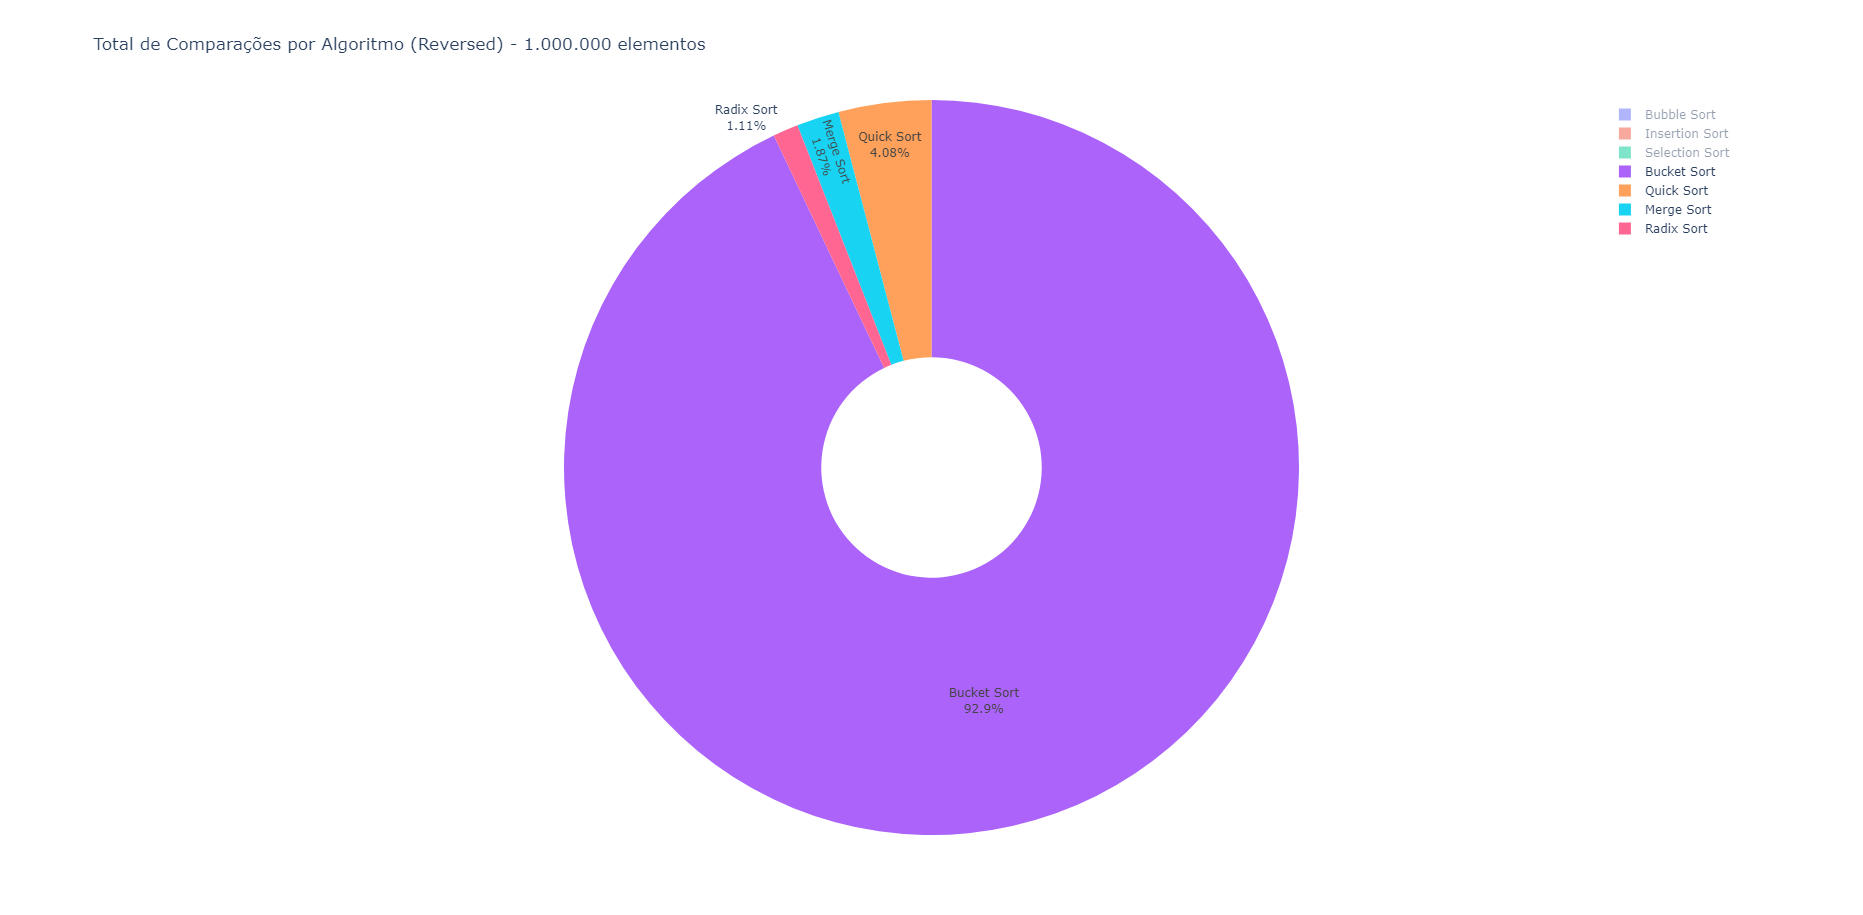 Total de Comparações por Algoritmo (Reversed) - 1.000.000 elementos
Radix Sort
1.11%
Merge Sort
1.87%
Quick Sort
4.08%
Bucket Sort
92.9%
Bubble Sort
Insertion Sort
Selection Sort
Bucket Sort
Quick Sort
Merge Sort
Radix Sort